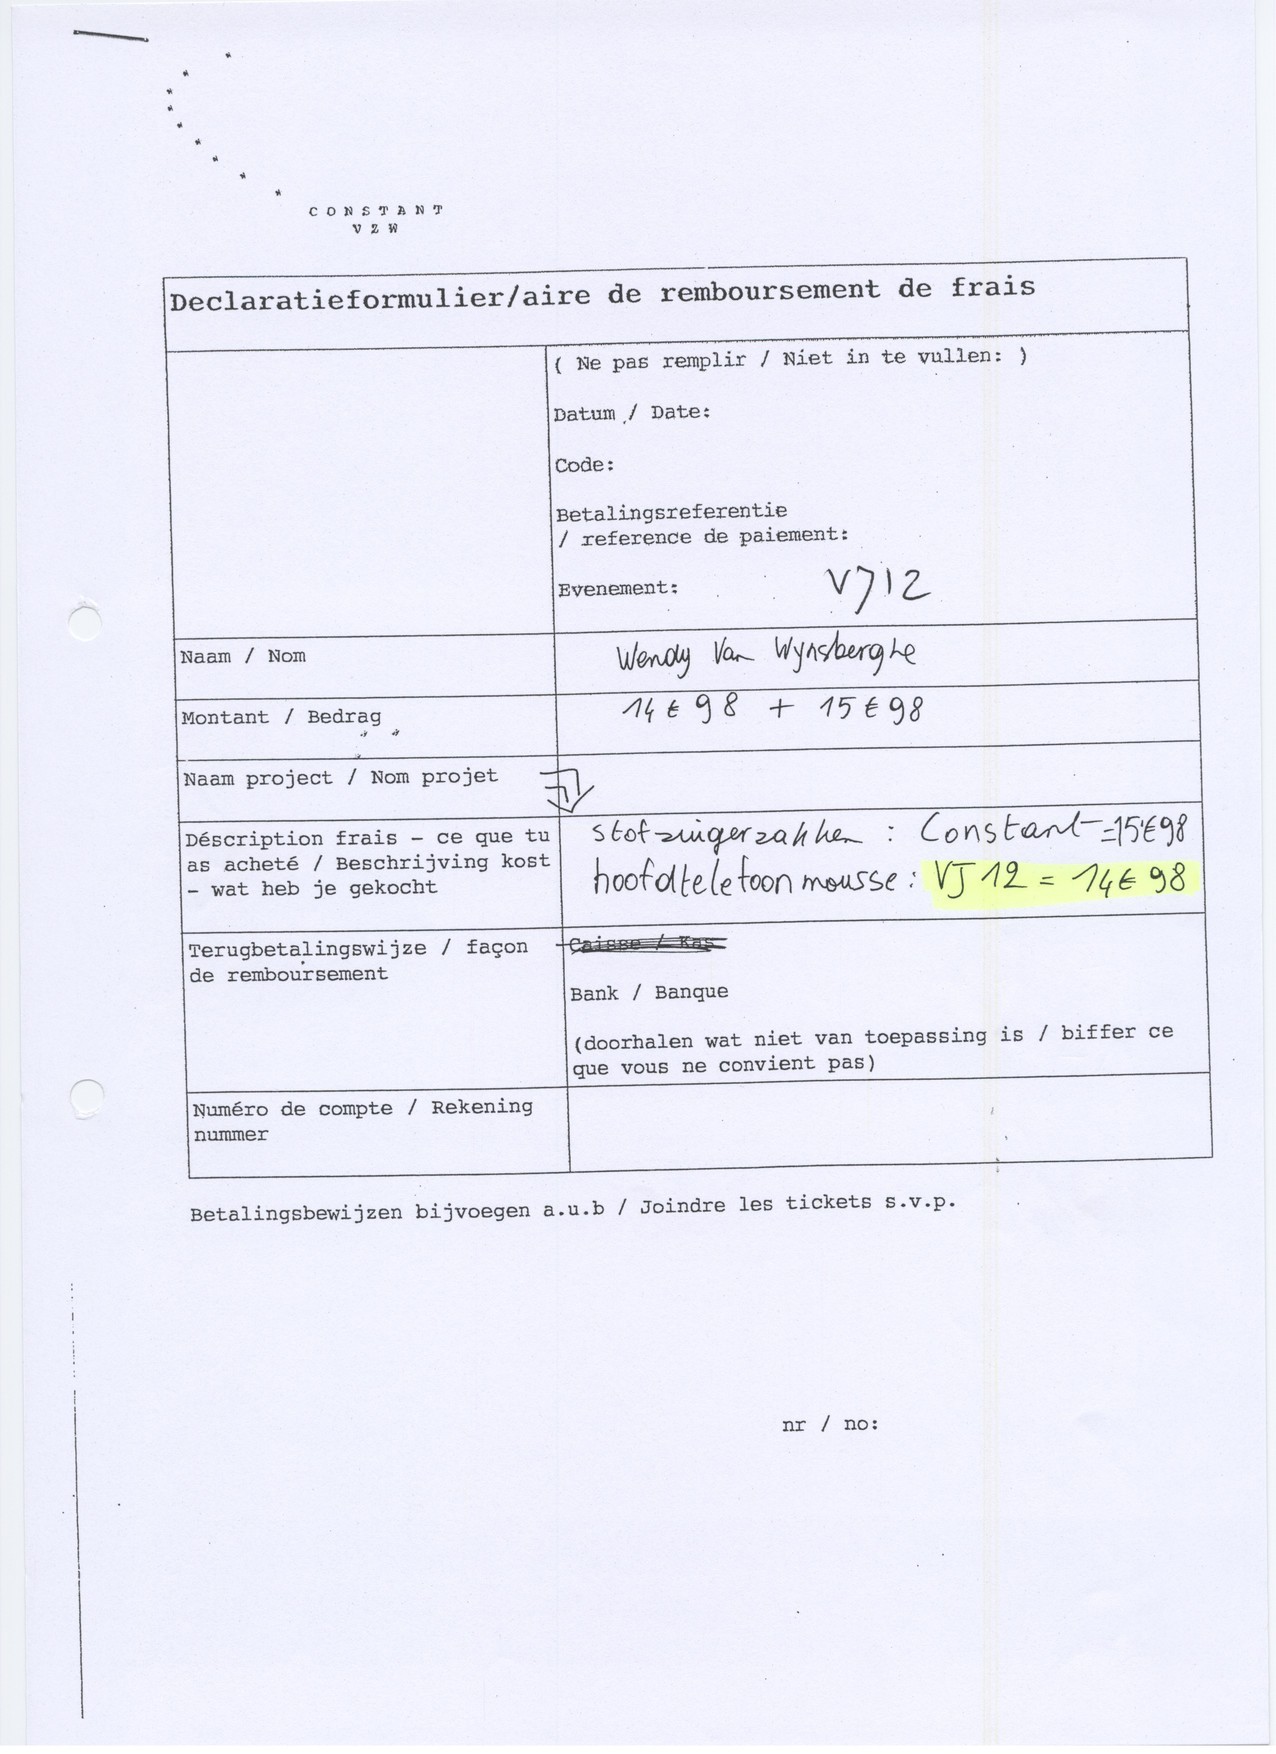 CONSTANT
VZW
Declaratieformulier/aire de remboursement de frais
( Ne pas remplir / Niet in te vullen: )
Datum / Date:
Code:
Betalingsreferentie
/ reference de paiement:
Evenement: VJ12
Naam / Nom
Wendy Van Wynsberghe
Montant / Bedrag
14€98 + 15€98
Naam project / Nom projet
Déscription frais - ce que tu
as acheté / Beschrijving kost
- wat heb je gekocht
stofzuigerzakken : Constant =15€98
hoofdtelefoon mousse : VJ12 = 14€98
Terugbetalingswijze / façon
de remboursement
Caisse / Kas
Bank / Banque
(doorhalen wat niet van toepassing is / biffer ce
que vous ne convient pas)
Numéro de compte / Rekening
nummer
Betalingsbewijzen bijvoegen a.u.b / Joindre les tickets s.v.p.
nr / no: